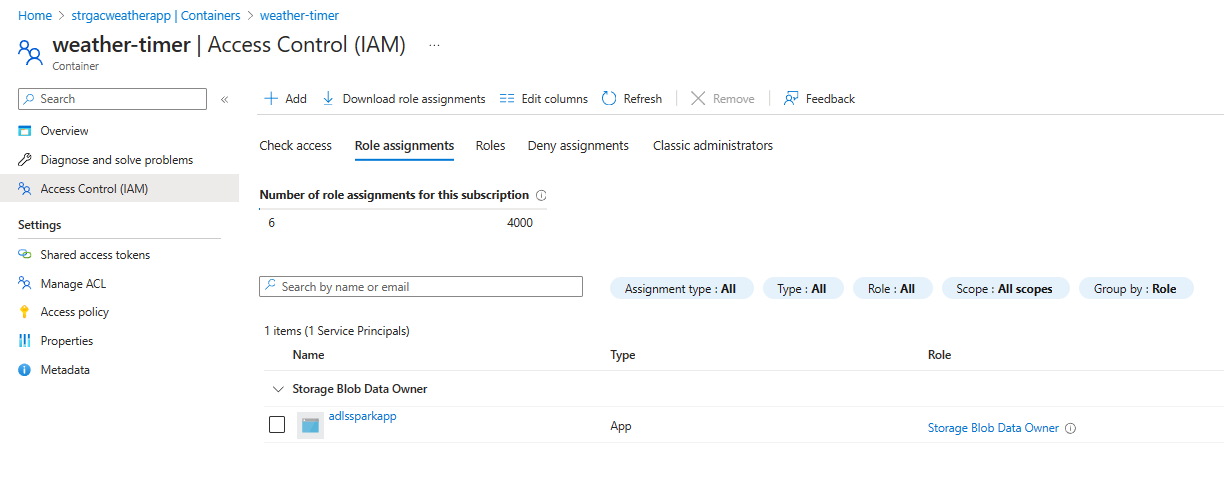 Home > strgacweatherapp | Containers > weather-timer
weather-timer | Access Control (IAM) ...
Container
Search «
Overview
Diagnose and solve problems
Access Control (IAM)
Settings
Shared access tokens
Manage ACL
Access policy
Properties
Metadata
Add Download role assignments Edit columns Refresh Remove Feedback
Check access Role assignments Roles Deny assignments Classic administrators
Number of role assignments for this subscription
6 4000
Search by name or email Assignment type : All Type : All Role : All Scope : All scopes Group by : Role
1 items (1 Service Principals)
Name Type Role
Storage Blob Data Owner
adlssparkapp App Storage Blob Data Owner